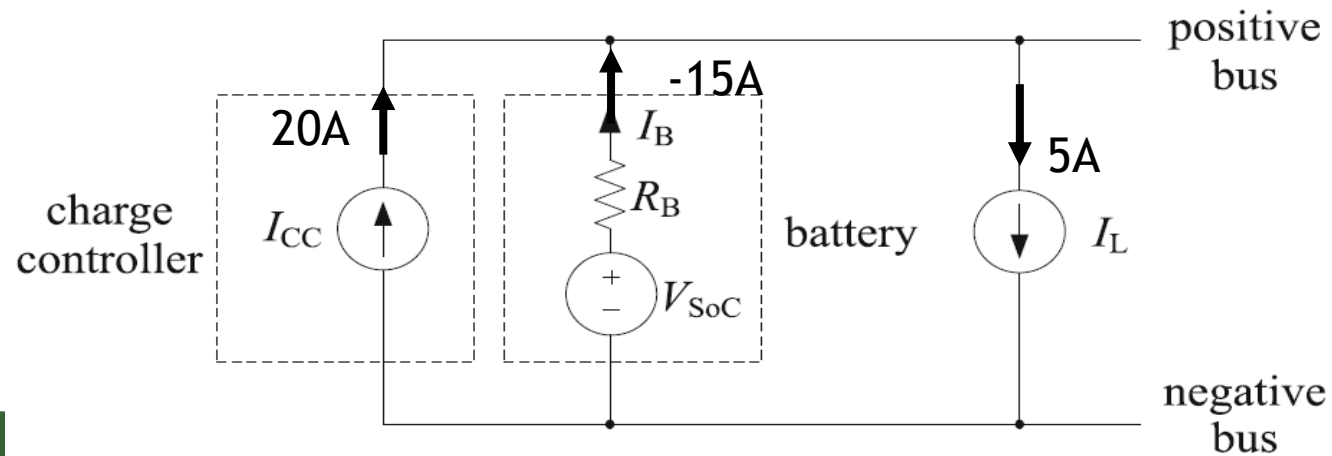 positive
bus
-15A
20A
I_B
5A
R_B
charge
controller
I_CC
battery
I_L
+
−
V_SoC
negative
bus